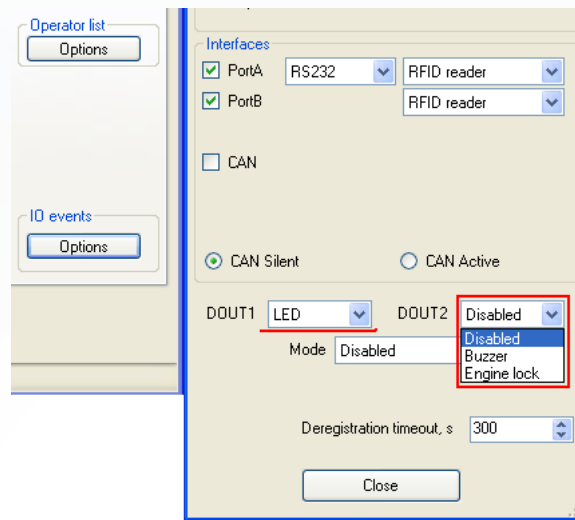 Operator list
Options
IO events
Options
Interfaces
PortA RS232 RFID reader
PortB RFID reader
CAN
CAN Silent CAN Active
DOUT1 LED DOUT2 Disabled
Disabled
Buzzer
Engine lock
Mode Disabled
Deregistration timeout, s 300
Close